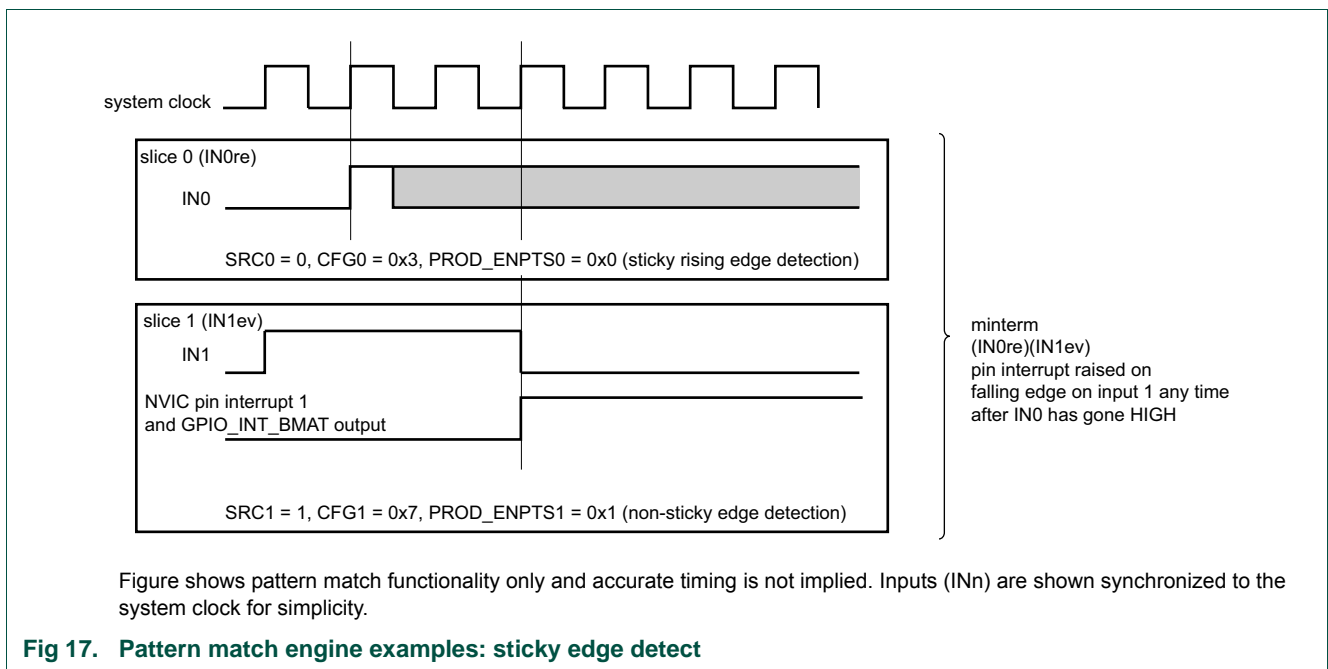 system clock
slice 0 (IN0re)
IN0
SRC0 = 0, CFG0 = 0x3, PROD_ENPTS0 = 0x0 (sticky rising edge detection)
slice 1 (IN1ev)
IN1
NVIC pin interrupt 1
and GPIO_INT_BMAT output
SRC1 = 1, CFG1 = 0x7, PROD_ENPTS1 = 0x1 (non-sticky edge detection)
minterm
(IN0re)(IN1ev)
pin interrupt raised on
falling edge on input 1 any time
after IN0 has gone HIGH
Figure shows pattern match functionality only and accurate timing is not implied. Inputs (INn) are shown synchronized to the
system clock for simplicity.
Fig 17. Pattern match engine examples: sticky edge detect